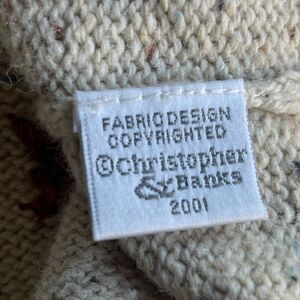 FABRIC DESIGN
COPYRIGHTED
©Christopher
& Banks
2001